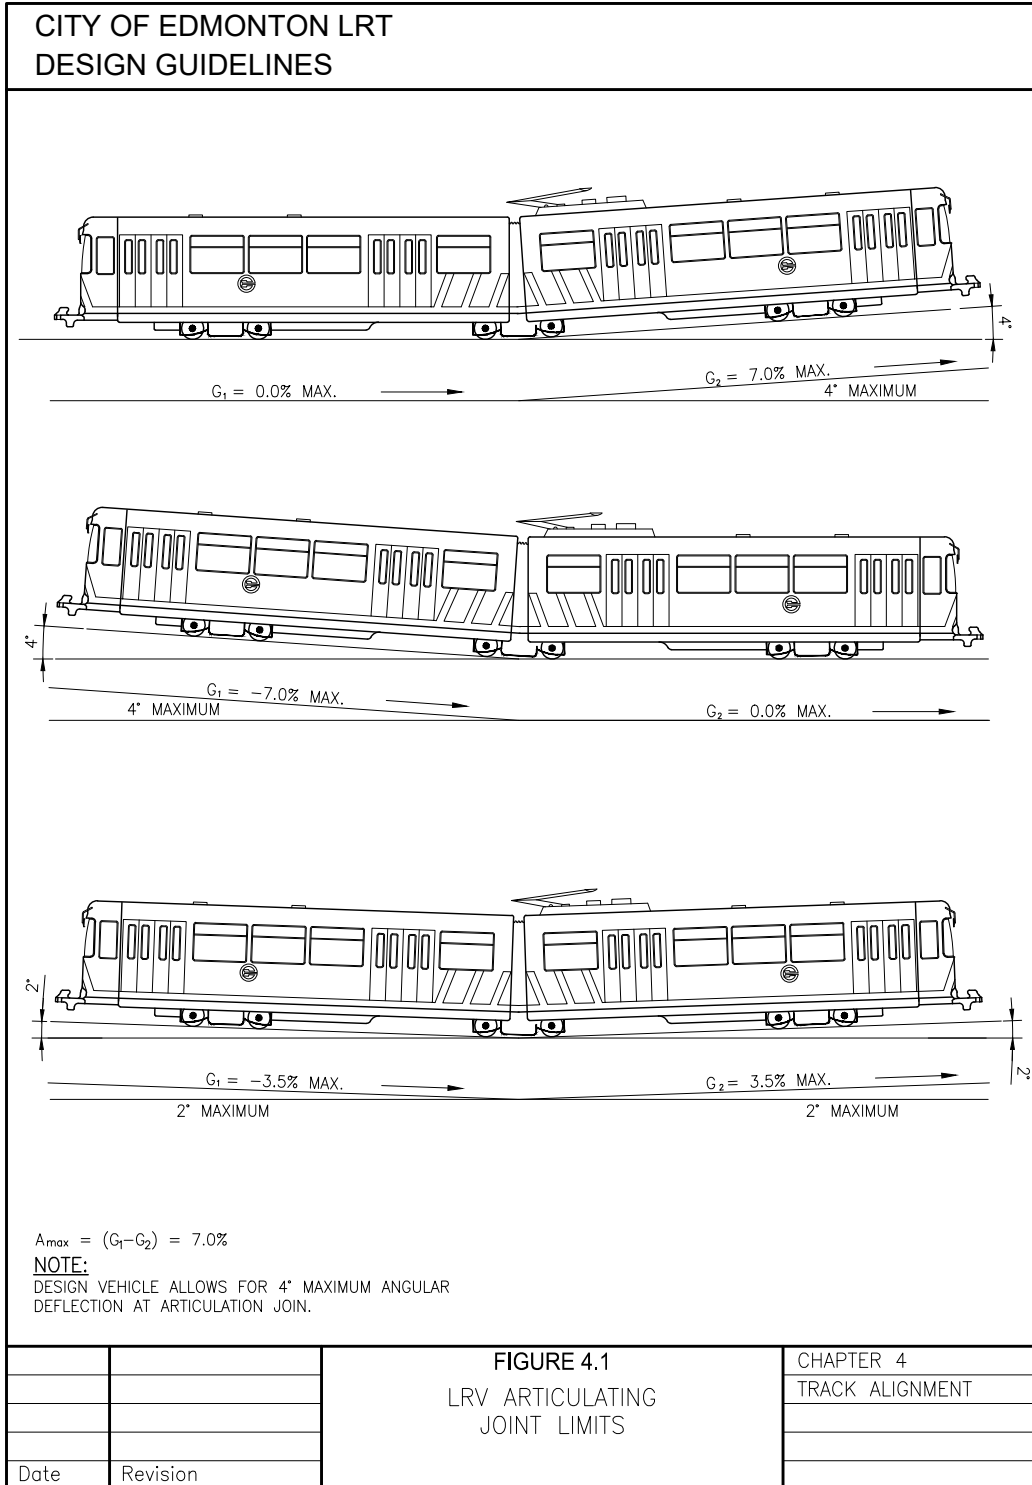 CITY OF EDMONTON LRT
DESIGN GUIDELINES
4°
G₁ = 0.0% MAX.
G₂ = 7.0% MAX.
4° MAXIMUM
4°
G₁ = -7.0% MAX.
4° MAXIMUM
G₂ = 0.0% MAX.
2°
2°
G₁ = -3.5% MAX.
2° MAXIMUM
G₂ = 3.5% MAX.
2° MAXIMUM
Amax = (G₁-G₂) = 7.0%
NOTE:
DESIGN VEHICLE ALLOWS FOR 4° MAXIMUM ANGULAR
DEFLECTION AT ARTICULATION JOIN.
Date
Revision
FIGURE 4.1
LRV ARTICULATING
JOINT LIMITS
CHAPTER 4
TRACK ALIGNMENT